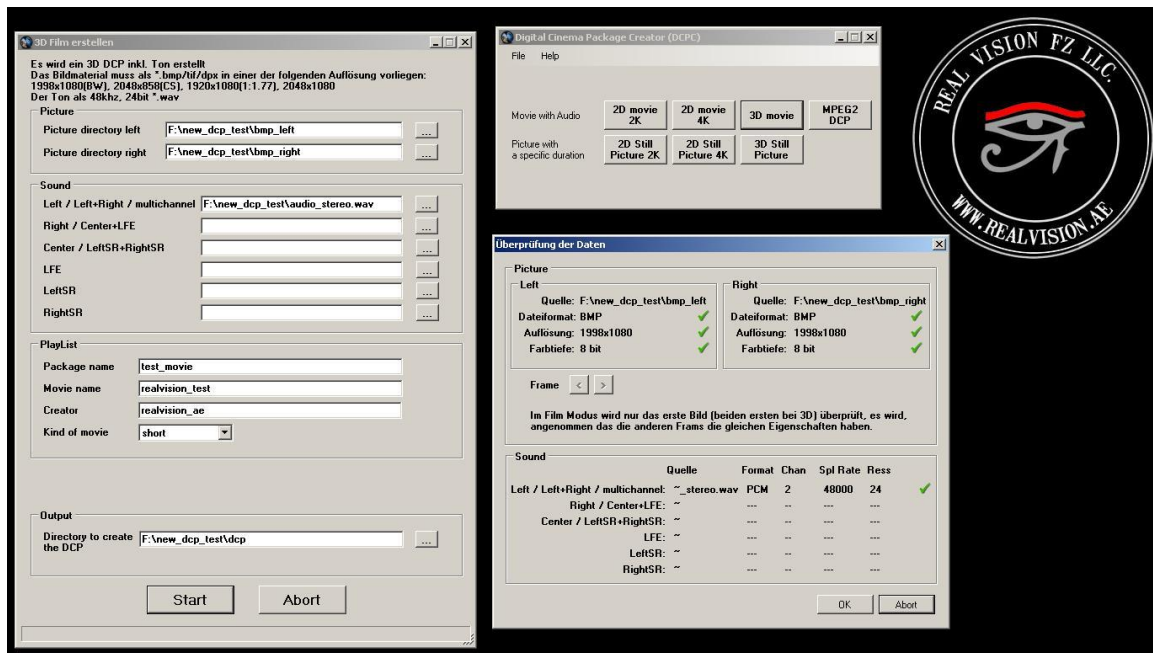 3D Film erstellen
Es wird ein 3D DCP inkl. Ton erstellt
Das Bildmaterial muss als *.bmp/tif/dpx in einer der folgenden Auflösung vorliegen:
1998x1080(BW), 2048x858(CS), 1920x1080(1:1.77), 2048x1080
Der Ton als 48khz, 24bit *.wav
Picture
Picture directory left F:\new_dcp_test\bmp_left ...
Picture directory right F:\new_dcp_test\bmp_right ...
Sound
Left / Left+Right / multichannel F:\new_dcp_test\audio_stereo.wav ...
Right / Center+LFE ...
Center / LeftSR+RightSR ...
LFE ...
LeftSR ...
RightSR ...
PlayList
Package name test_movie
Movie name realvision_test
Creator realvision_ae
Kind of movie short
Output
Directory to create F:\new_dcp_test\dcp ...
the DCP
Start Abort
Digital Cinema Package Creator (DCPC)
File Help
Movie with Audio
2D movie 2K
2D movie 4K
3D movie
MPEG2 DCP
Picture with
a specific duration
2D Still Picture 2K
2D Still Picture 4K
3D Still Picture
REAL VISION FZ LLC.
WWW.REALVISION.AE
Überprüfung der Daten
Picture
Left
Quelle: F:\new_dcp_test\bmp_left
Dateiformat: BMP
Auflösung: 1998x1080
Farbtiefe: 8 bit
Right
Quelle: F:\new_dcp_test\bmp_right
Dateiformat: BMP
Auflösung: 1998x1080
Farbtiefe: 8 bit
Frame < >
Im Film Modus wird nur das erste Bild (beiden ersten bei 3D) überprüft, es wird,
angenommen das die anderen Frams die gleichen Eigenschaften haben.
Sound
Quelle Format Chan Spl Rate Ress
Left / Left+Right / multichannel: ~_stereo.wav PCM 2 48000 24
Right / Center+LFE: ~ --- -- --- ---
Center / LeftSR+RightSR: ~ --- -- --- ---
LFE: ~ --- -- --- ---
LeftSR: ~ --- -- --- ---
RightSR: ~ --- -- --- ---
OK Abort